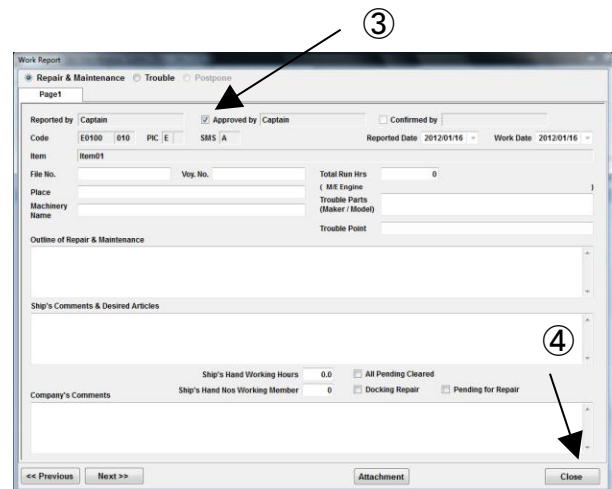 ③
Work Report
Repair & Maintenance Trouble Postpone
Page1
Reported by Captain Approved by Captain Confirmed by
Code E0100 010 PIC E SMS A Reported Date 2012/01/16 Work Date 2012/01/16
Item Item01
File No. Voy. No. Total Run Hrs 0
( M/E Engine )
Place
Trouble Parts
(Maker / Model)
Machinery
Name
Trouble Point
Outline of Repair & Maintenance
Ship's Comments & Desired Articles
④
Ship's Hand Working Hours 0.0 All Pending Cleared
Ship's Hand Nos Working Member 0 Docking Repair Pending for Repair
Company's Comments
<< Previous Next >> Attachment Close